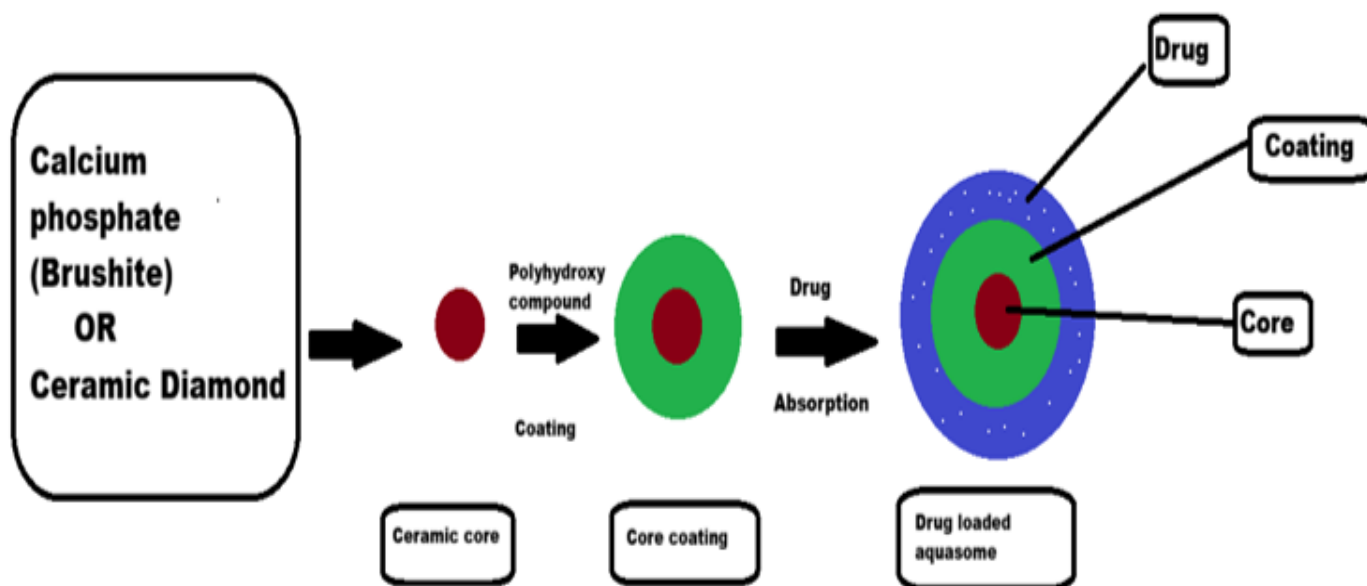 Calcium
phosphate
(Brushite)
OR
Ceramic Diamond
Polyhydroxy
compound
Coating
Drug
Absorption
Drug
Coating
Core
Ceramic core
Core coating
Drug loaded
aquasome